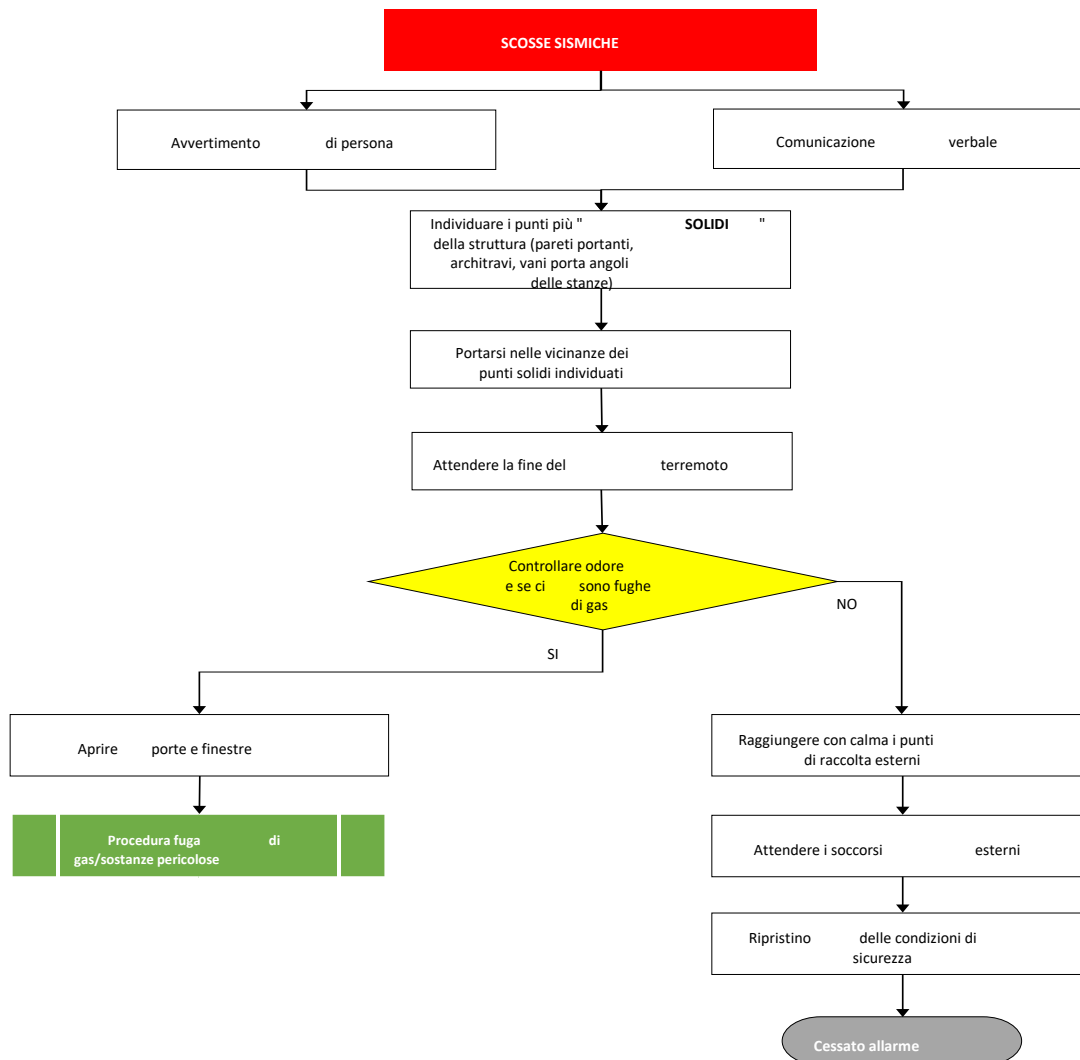 SCOSSE SISMICHE
Avvertimento di persona
Comunicazione verbale
Individuare i punti più " SOLIDI "
della struttura (pareti portanti,
architravi, vani porta angoli
delle stanze)
Portarsi nelle vicinanze dei
punti solidi individuati
Attendere la fine del terremoto
Controllare odore
e se ci sono fughe
di gas
NO
SI
Aprire porte e finestre
Raggiungere con calma i punti
di raccolta esterni
Procedura fuga di
gas/sostanze pericolose
Attendere i soccorsi esterni
Ripristino delle condizioni di
sicurezza
Cessato allarme